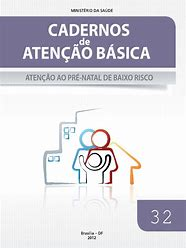 MINISTÉRIO DA SAÚDE
CADERNOS
de
ATENÇÃO BÁSICA
ATENÇÃO AO PRÉ-NATAL DE BAIXO RISCO
32
Brasília – DF
2012